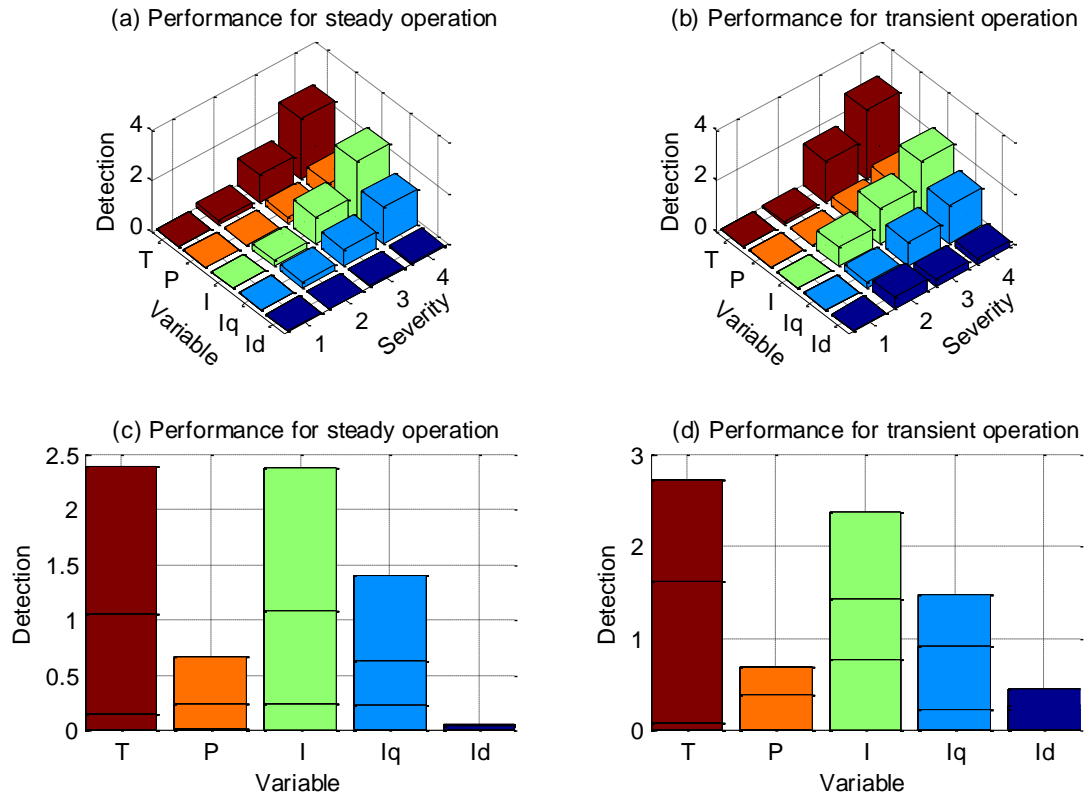 (a) Performance for steady operation
4
2
0
Detection
T
P
I
Iq
Id
Variable
1
2
3
4
Severity
(b) Performance for transient operation
4
2
0
Detection
T
P
I
Iq
Id
Variable
1
2
3
4
Severity
(c) Performance for steady operation
2.5
2
1.5
1
0.5
0
Detection
T P I Iq Id
Variable
(d) Performance for transient operation
3
2
1
0
Detection
T P I Iq Id
Variable